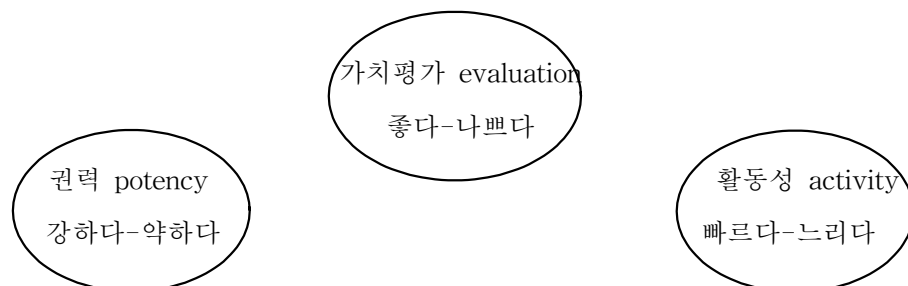 가치평가 evaluation
좋다-나쁘다
권력 potency
강하다-약하다
활동성 activity
빠르다-느리다